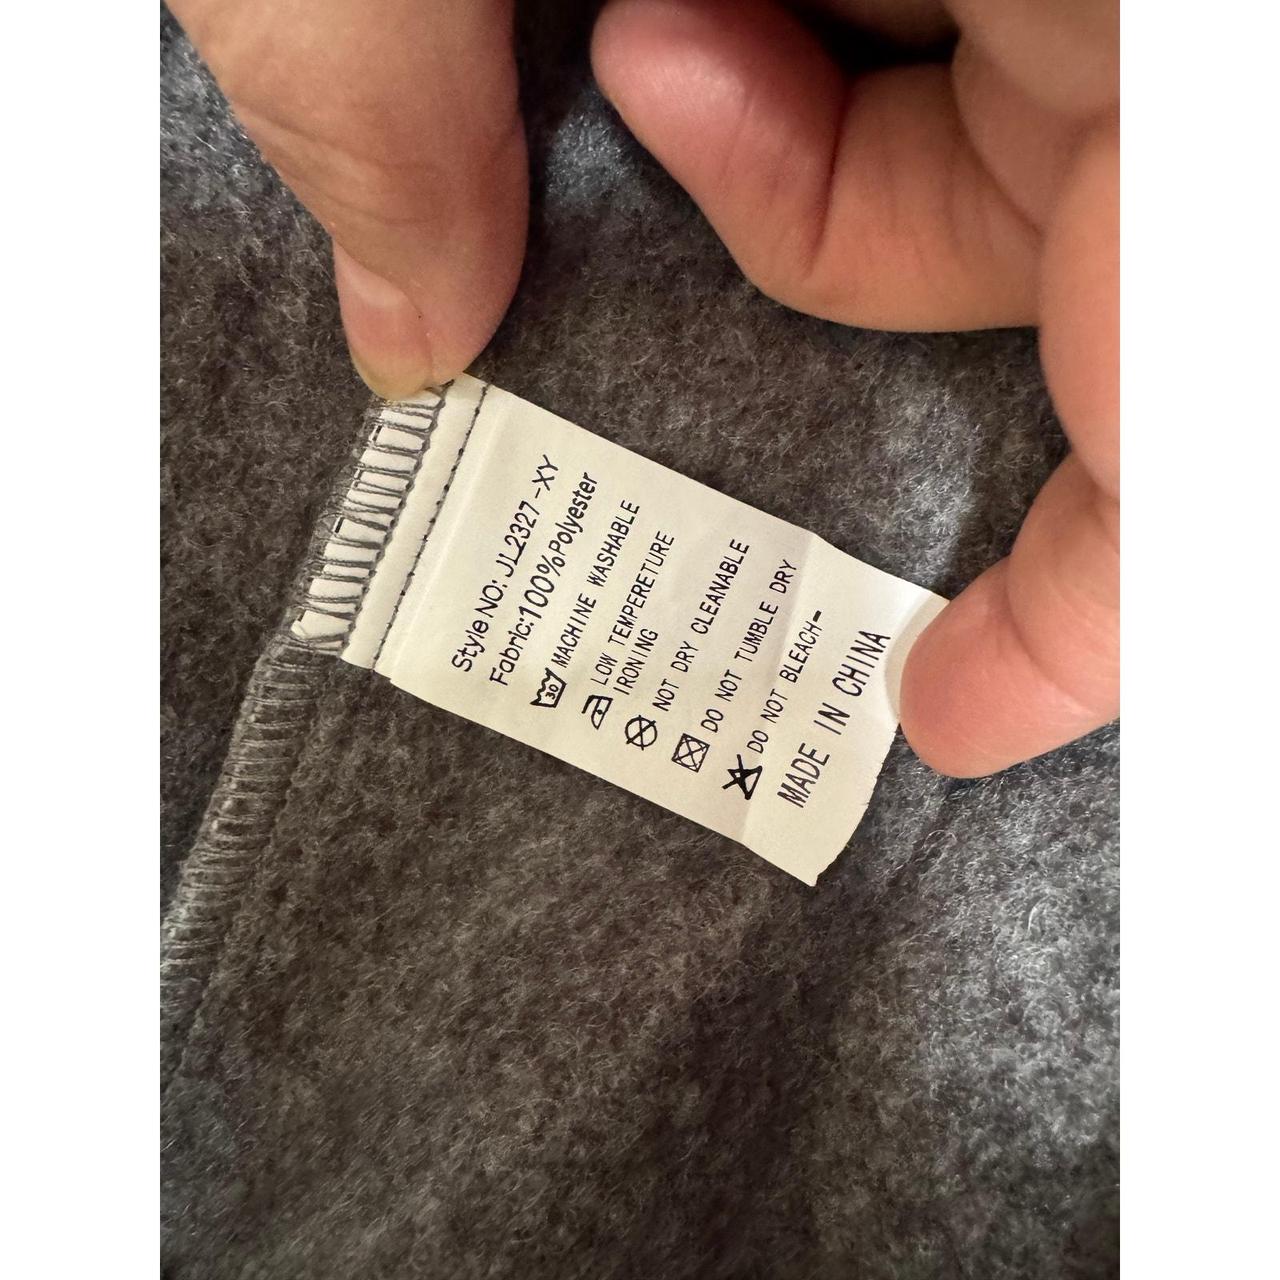 Style NO: JL2327-XY
Fabric:100%Polyester
30 MACHINE WASHABLE
LOW TEMPERETURE
IRONING
NOT DRY CLEANABLE
DO NOT TUMBLE DRY
DO NOT BLEACH-
MADE IN CHINA